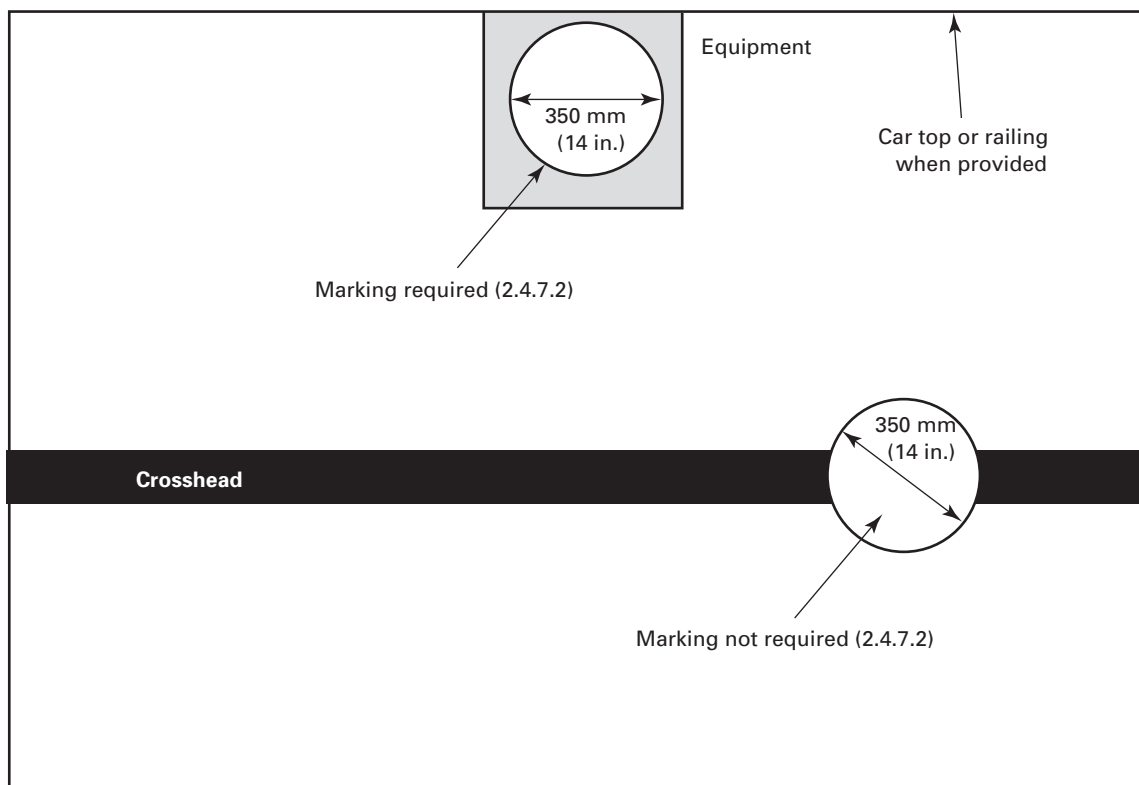 Equipment
350 mm
(14 in.)
Car top or railing
when provided
Marking required (2.4.7.2)
350 mm
(14 in.)
Crosshead
Marking not required (2.4.7.2)